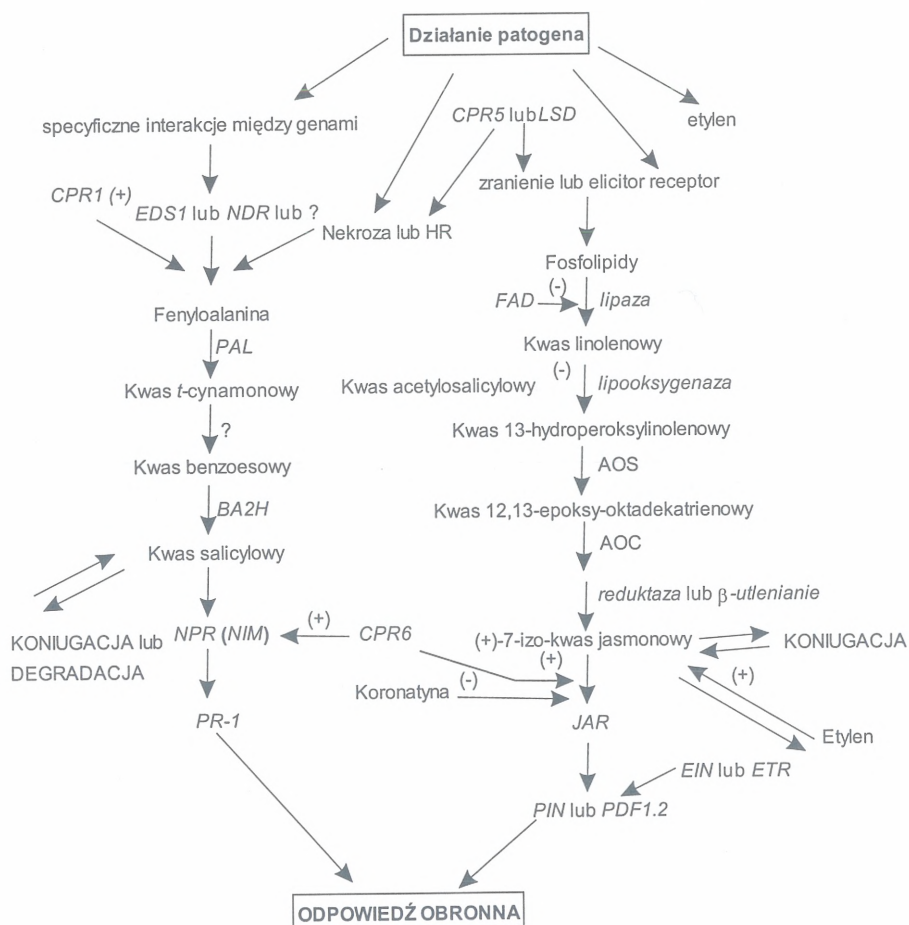 Działanie patogena
specyficzne interakcje między genami
CPR5 lub LSD
etylen
zranienie lub elicitor receptor
CPR1 (+)
EDS1 lub NDR lub ?
Nekroza lub HR
Fosfolipidy
(-)
FAD
lipaza
Fenyloalanina
PAL
Kwas linolenowy
Kwas t-cynamonowy
Kwas acetylosalicylowy
(-)
lipooksygenaza
?
Kwas 13-hydroperoksylinolenowy
Kwas benzoesowy
AOS
BA2H
Kwas 12,13-epoksy-oktadekatrienowy
Kwas salicylowy
AOC
reduktaza lub β-utlenianie
KONIUGACJA lub
DEGRADACJA
NPR (NIM)
(+)
CPR6
(+)-7-izo-kwas jasmonowy
KONIUGACJA
(+)
(+)
Koronatyna
(-)
PR-1
JAR
Etylen
EIN lub ETR
PIN lub PDF1.2
ODPOWIEDŹ OBRONNA